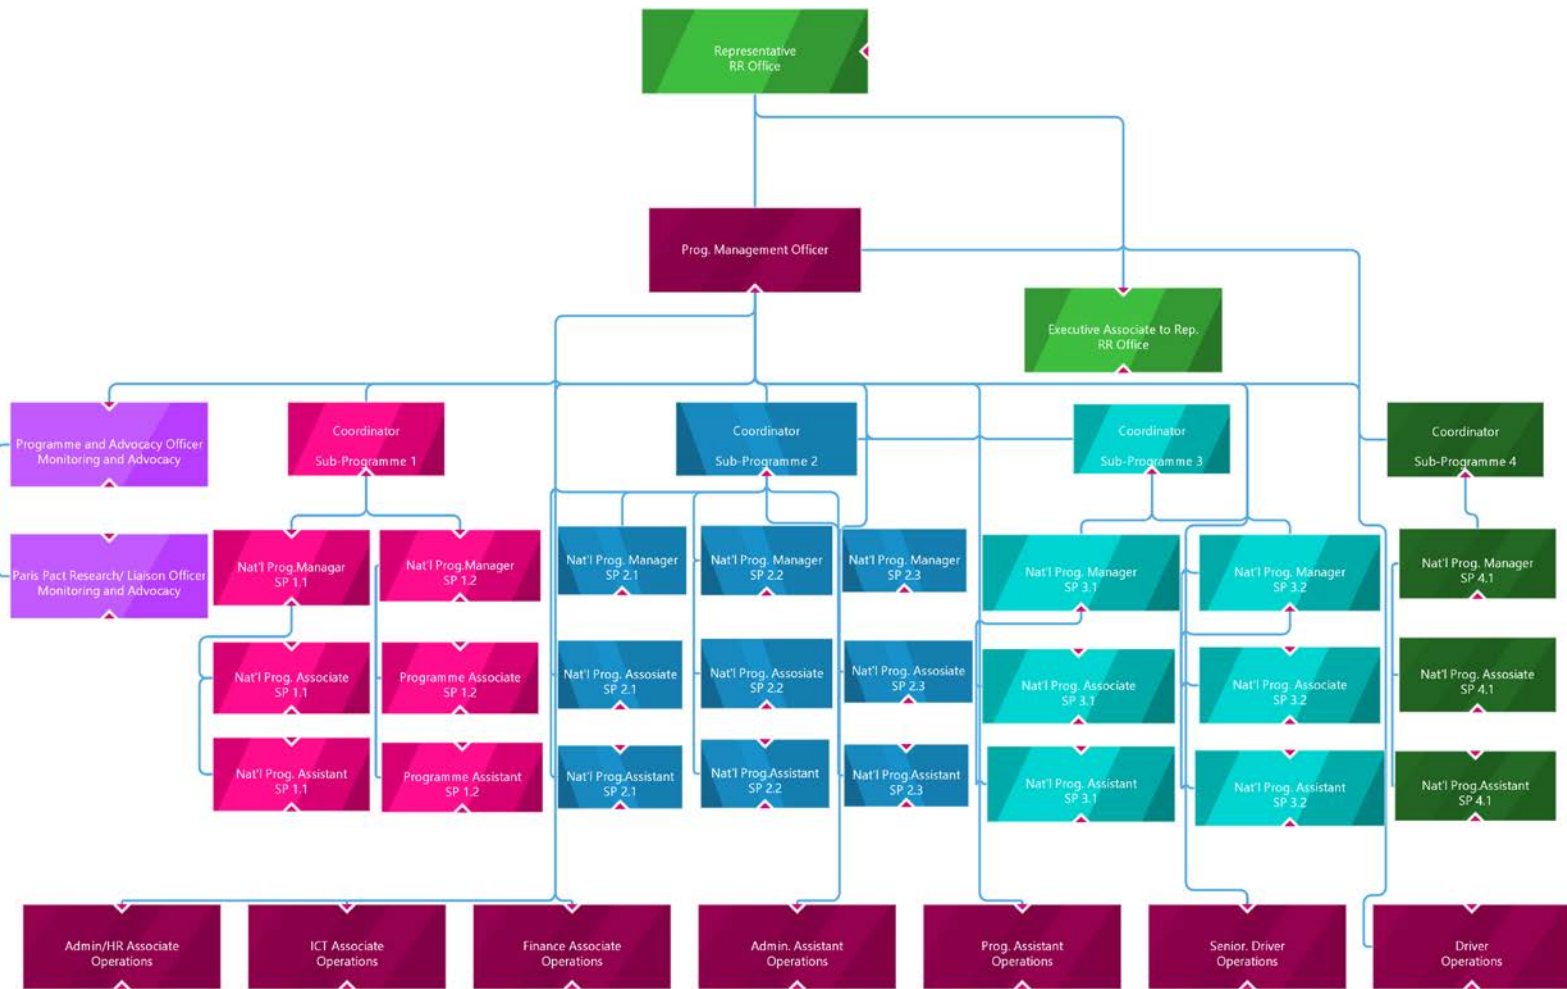 Representative
RR Office
Prog. Management Officer
Executive Associate to Rep.
RR Office
Programme and Advocacy Officer
Monitoring and Advocacy
Coordinator
Sub-Programme 1
Coordinator
Sub-Programme 2
Coordinator
Sub-Programme 3
Coordinator
Sub-Programme 4
Paris Pact Research/ Liaison Officer
Monitoring and Advocacy
Nat'l Prog.Managar
SP 1.1
Nat'l Prog.Manager
SP 1.2
Nat'l Prog. Manager
SP 2.1
Nat'l Prog. Manager
SP 2.2
Nat'l Prog. Manager
SP 2.3
Nat'l Prog. Manager
SP 3.1
Nat'l Prog. Manager
SP 3.2
Nat'l Prog. Manager
SP 4.1
Nat'l Prog. Associate
SP 1.1
Programme Associate
SP 1.2
Nat'l Prog. Assosiate
SP 2.1
Nat'l Prog. Assosiate
SP 2.2
Nat'l Prog. Assosiate
SP 2.3
Nat'l Prog. Associate
SP 3.1
Nat'l Prog. Associate
SP 3.2
Nat'l Prog. Assosiate
SP 4.1
Nat'l Prog. Assistant
SP 1.1
Programme Assistant
SP 1.2
Nat'l Prog.Assistant
SP 2.1
Nat'l Prog.Assistant
SP 2.2
Nat'l Prog.Assistant
SP 2.3
Nat'l Prog. Assistant
SP 3.1
Nat'l Prog. Assistant
SP 3.2
Nat'l Prog.Assistant
SP 4.1
Admin/HR Associate
Operations
ICT Associate
Operations
Finance Associate
Operations
Admin. Assistant
Operations
Prog. Assistant
Operations
Senior. Driver
Operations
Driver
Operations